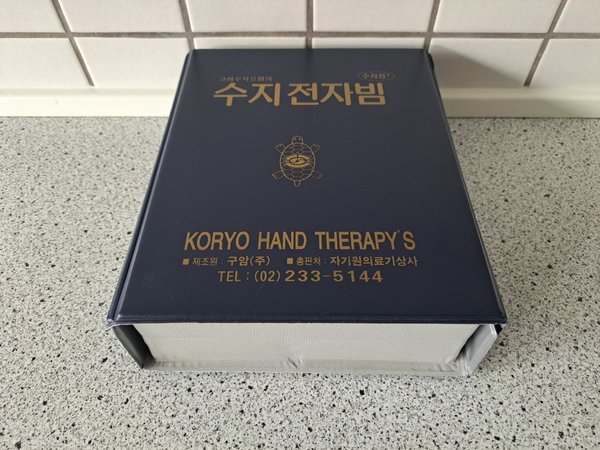 고려수지요법의 수지침®
수지전자빔
KORYO HAND THERAPY'S
■ 제조원 : 구암(주) ■ 총판처 : 자기원의료기상사
TEL : (02) 233-5144